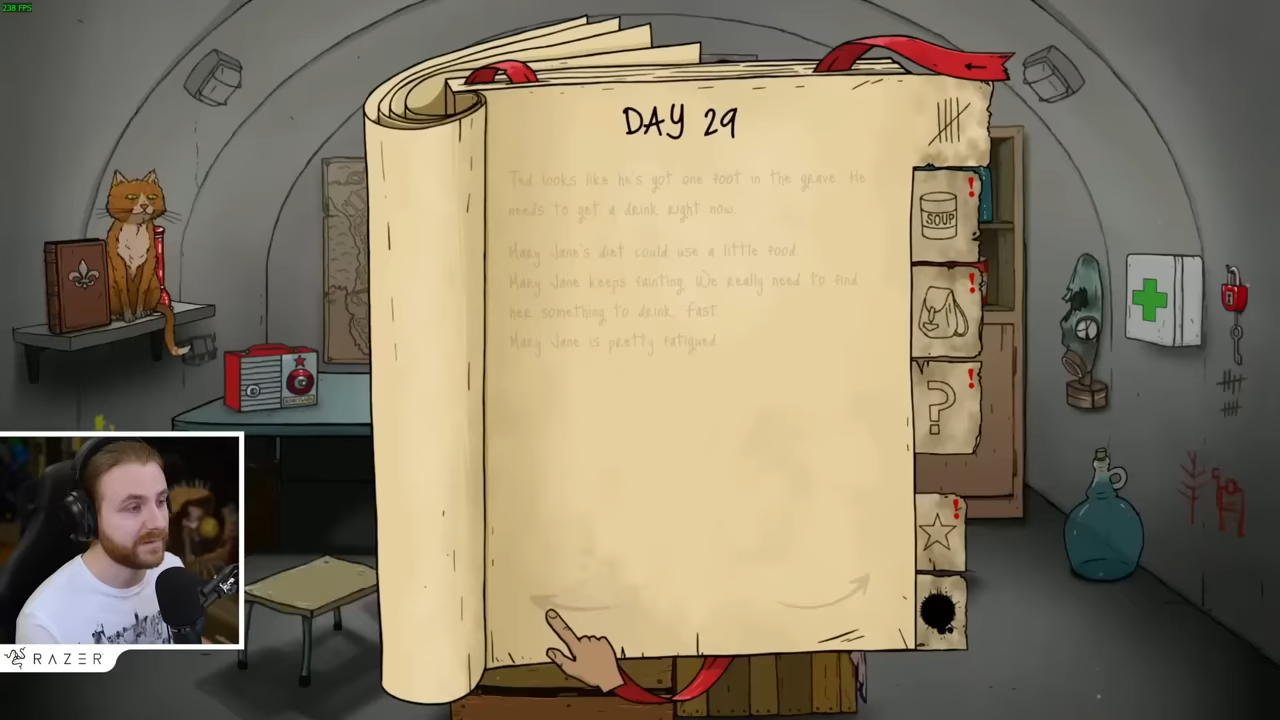 238 FPS
DAY 29
Ted looks like he's got one foot in the grave. He
needs to get a drink right now.
Mary Jane's diet could use a little food.
Mary Jane keeps fainting. We really need to find
her something to drink. Fast.
Mary Jane is pretty fatigued.
SOUP
RAZER